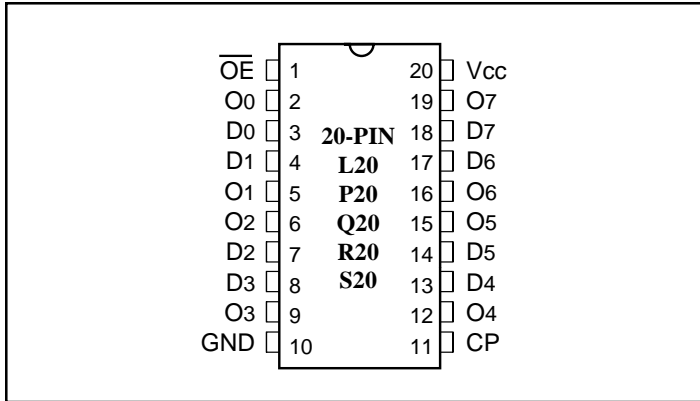 OE 1 20 Vcc
O0 2 19 O7
D0 3 20-PIN 18 D7
D1 4 L20 17 D6
O1 5 P20 16 O6
O2 6 Q20 15 O5
D2 7 R20 14 D5
D3 8 S20 13 D4
O3 9 12 O4
GND 10 11 CP